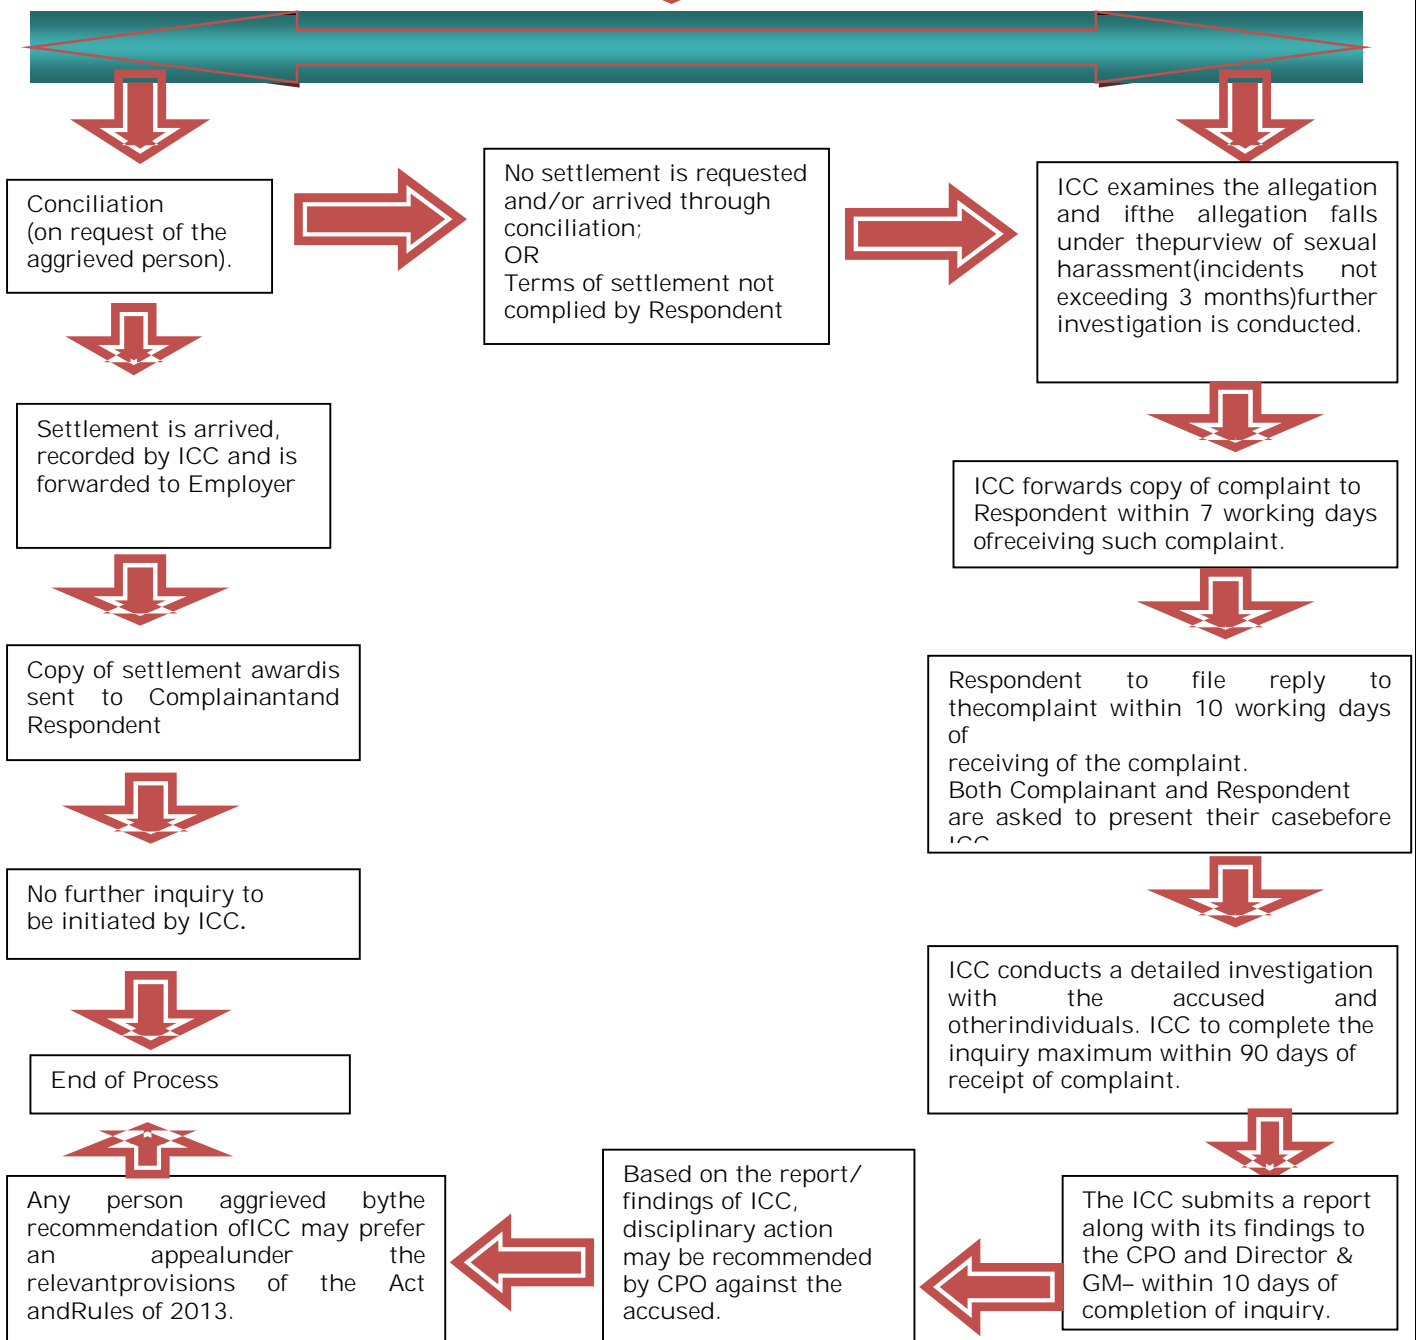 Conciliation
(on request of the
aggrieved person).
No settlement is requested
and/or arrived through
conciliation;
OR
Terms of settlement not
complied by Respondent
ICC examines the allegation
and ifthe allegation falls
under thepurview of sexual
harassment(incidents not
exceeding 3 months)further
investigation is conducted.
Settlement is arrived,
recorded by ICC and is
forwarded to Employer
ICC forwards copy of complaint to
Respondent within 7 working days
ofreceiving such complaint.
Copy of settlement awardis
sent to Complainantand
Respondent
Respondent to file reply to
thecomplaint within 10 working days
of
receiving of the complaint.
Both Complainant and Respondent
are asked to present their casebefore
ICC
No further inquiry to
be initiated by ICC.
ICC conducts a detailed investigation
with the accused and
otherindividuals. ICC to complete the
inquiry maximum within 90 days of
receipt of complaint.
End of Process
The ICC submits a report
along with its findings to
the CPO and Director &
GM– within 10 days of
completion of inquiry.
Based on the report/
findings of ICC,
disciplinary action
may be recommended
by CPO against the
accused.
Any person aggrieved bythe
recommendation ofICC may prefer
an appealunder the
relevantprovisions of the Act
andRules of 2013.